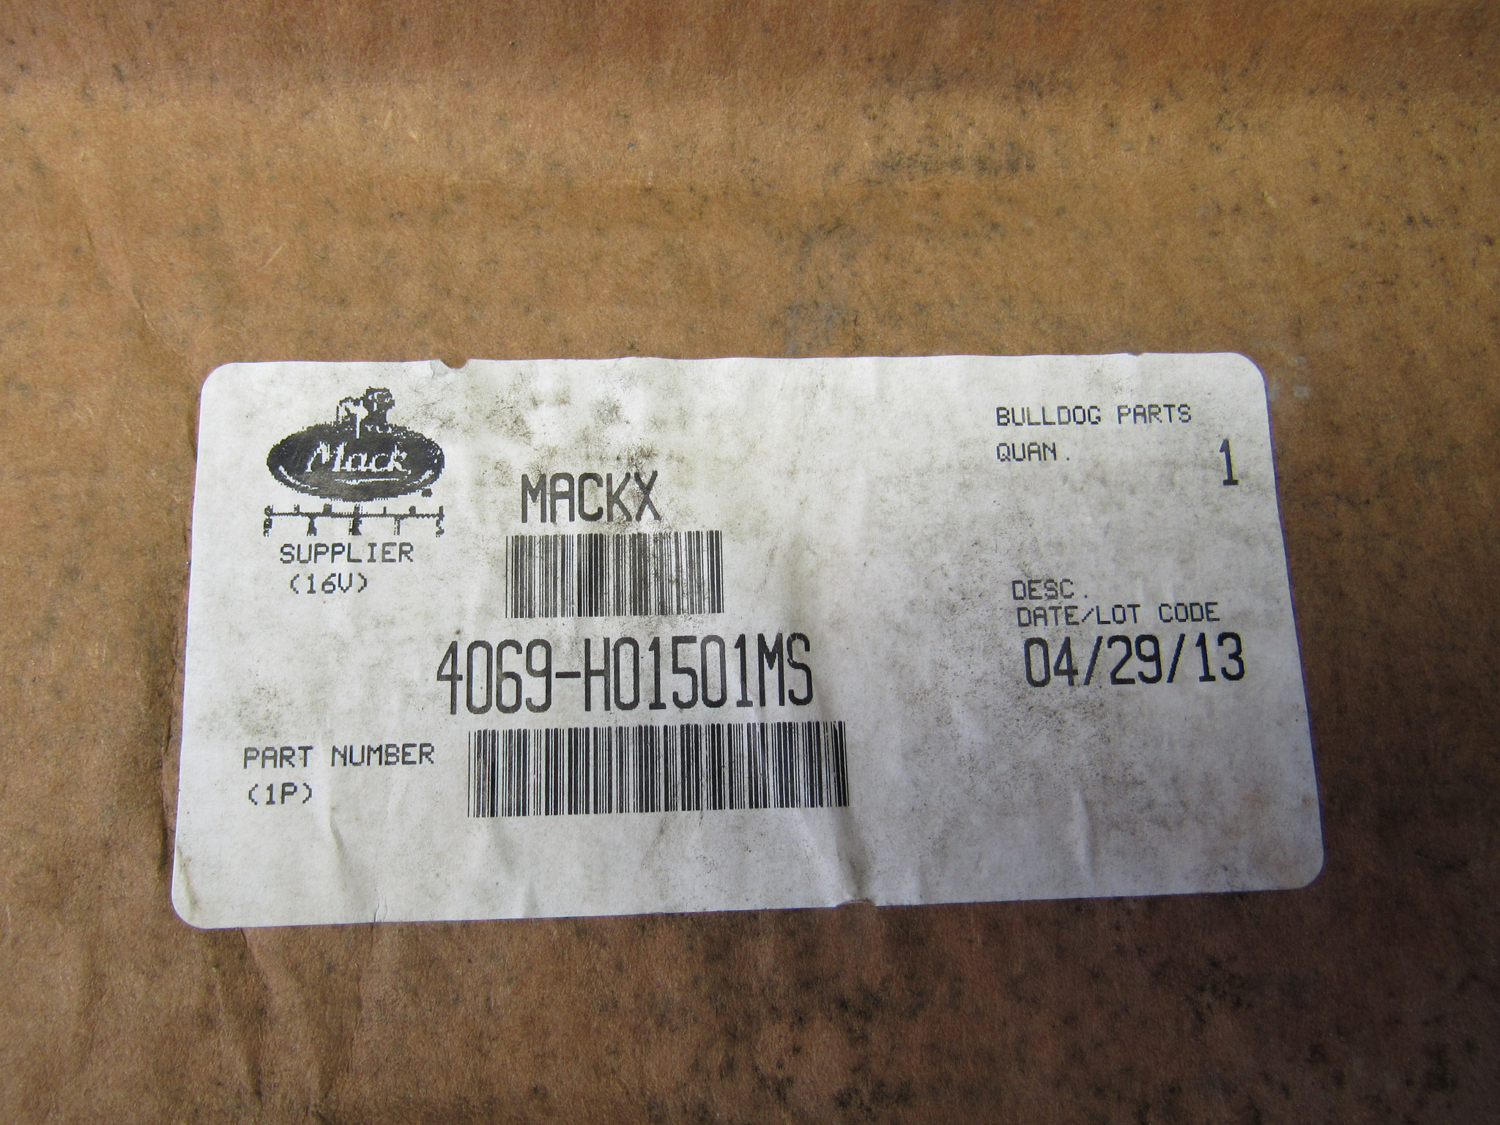 Mack
PARTS
SUPPLIER
(16V)
MACKX
4069-H01501MS
PART NUMBER
(1P)
BULLDOG PARTS
QUAN. 1
DESC.
DATE/LOT CODE
04/29/13